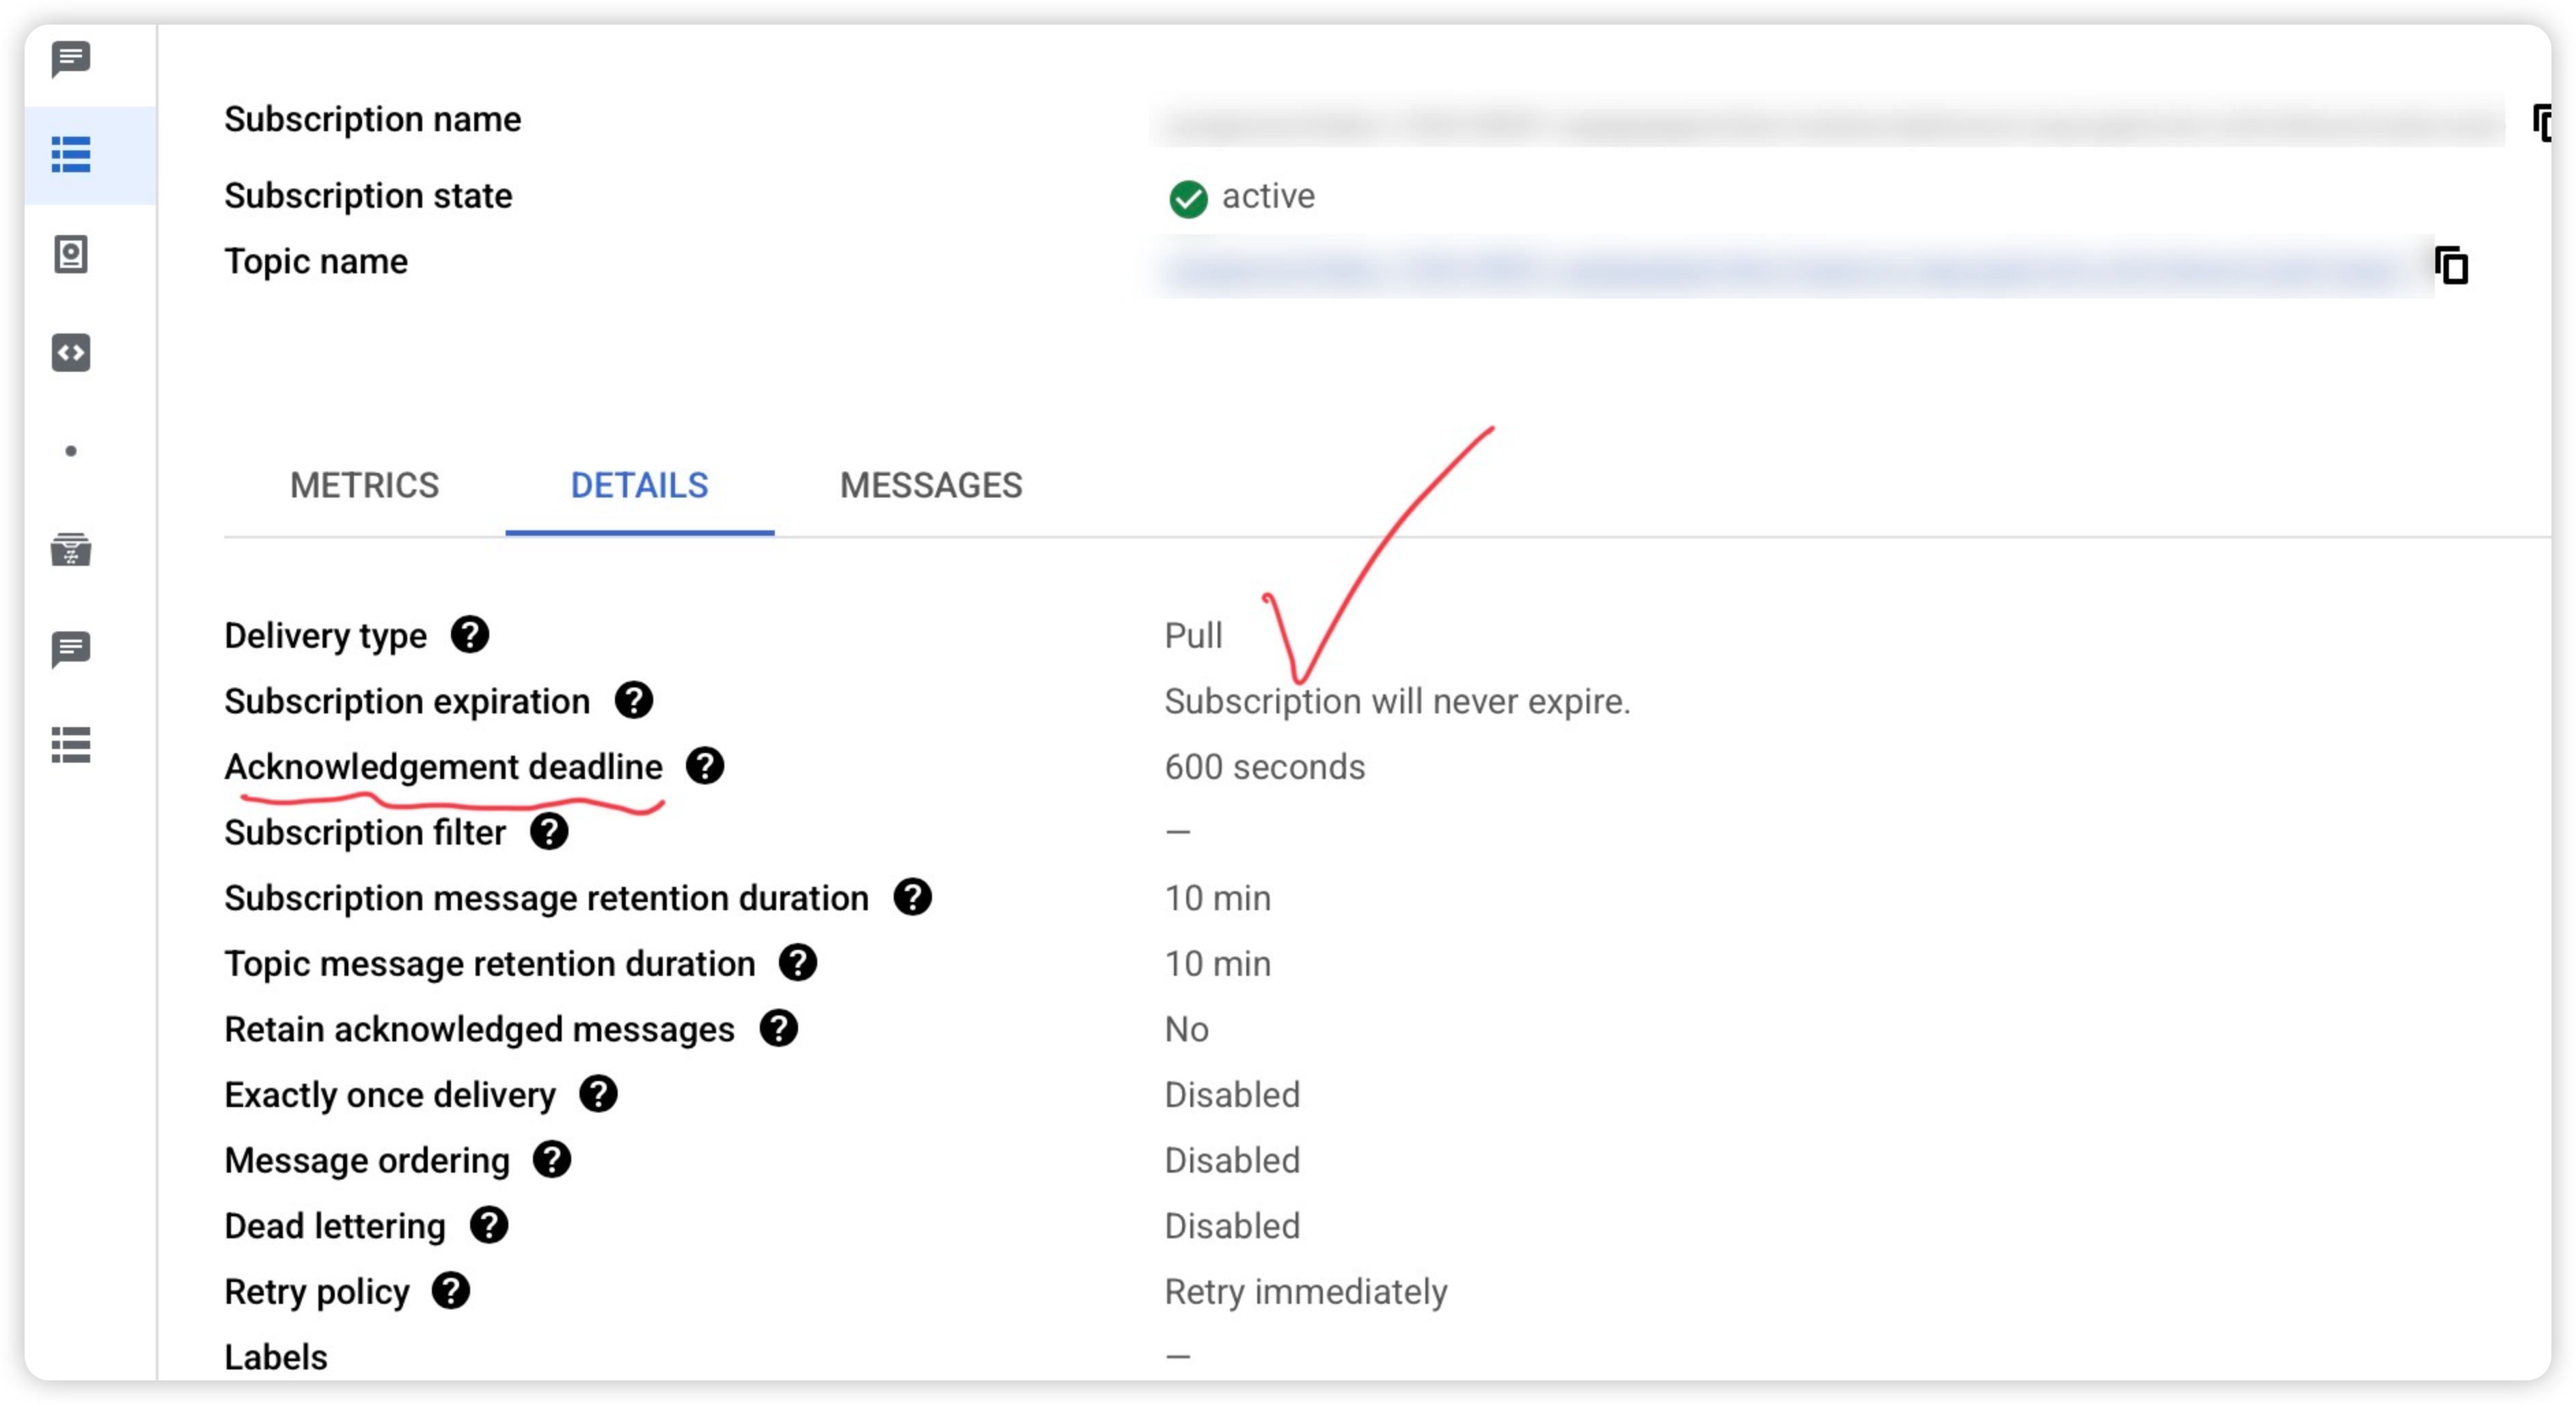 Subscription name
Subscription state active
Topic name
METRICS DETAILS MESSAGES
Delivery type Pull
Subscription expiration Subscription will never expire.
Acknowledgement deadline 600 seconds
Subscription filter —
Subscription message retention duration 10 min
Topic message retention duration 10 min
Retain acknowledged messages No
Exactly once delivery Disabled
Message ordering Disabled
Dead lettering Disabled
Retry policy Retry immediately
Labels —